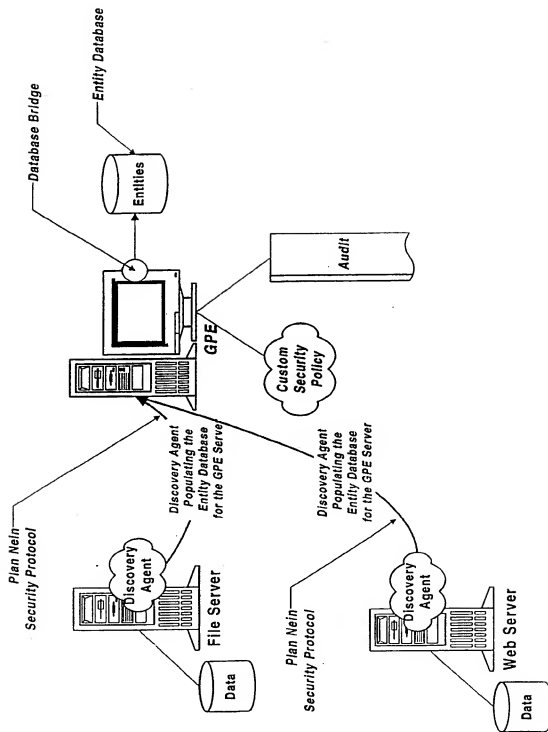 Plan Nein
Security Protocol
Database Bridge
Entity Database
Entities
GPE
Discovery Agent
Populating the
Entity Database
for the GPE Server
Custom
Security
Policy
Audit
Discovery
Agent
File Server
Data
Discovery Agent
Populating the
Entity Database
for the GPE Server
Plan Nein
Security Protocol
Discovery
Agent
Web Server
Data